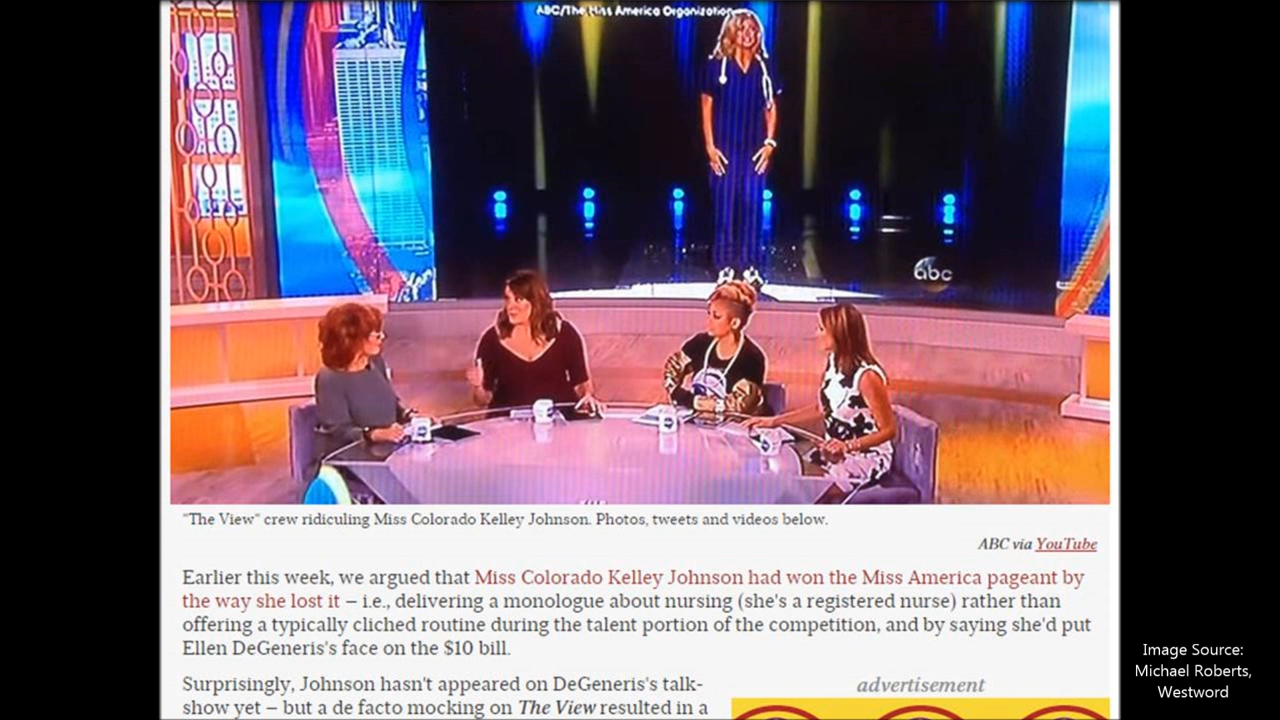 ABC/The Miss America Organization
abc
"The View" crew ridiculing Miss Colorado Kelley Johnson. Photos, tweets and videos below.
ABC via YouTube
Earlier this week, we argued that Miss Colorado Kelley Johnson had won the Miss America pageant by
the way she lost it – i.e., delivering a monologue about nursing (she's a registered nurse) rather than
offering a typically cliched routine during the talent portion of the competition, and by saying she'd put
Ellen DeGeneris's face on the $10 bill.
Surprisingly, Johnson hasn't appeared on DeGeneris's talk-
show yet – but a de facto mocking on The View resulted in a
advertisement
Image Source:
Michael Roberts,
Westword